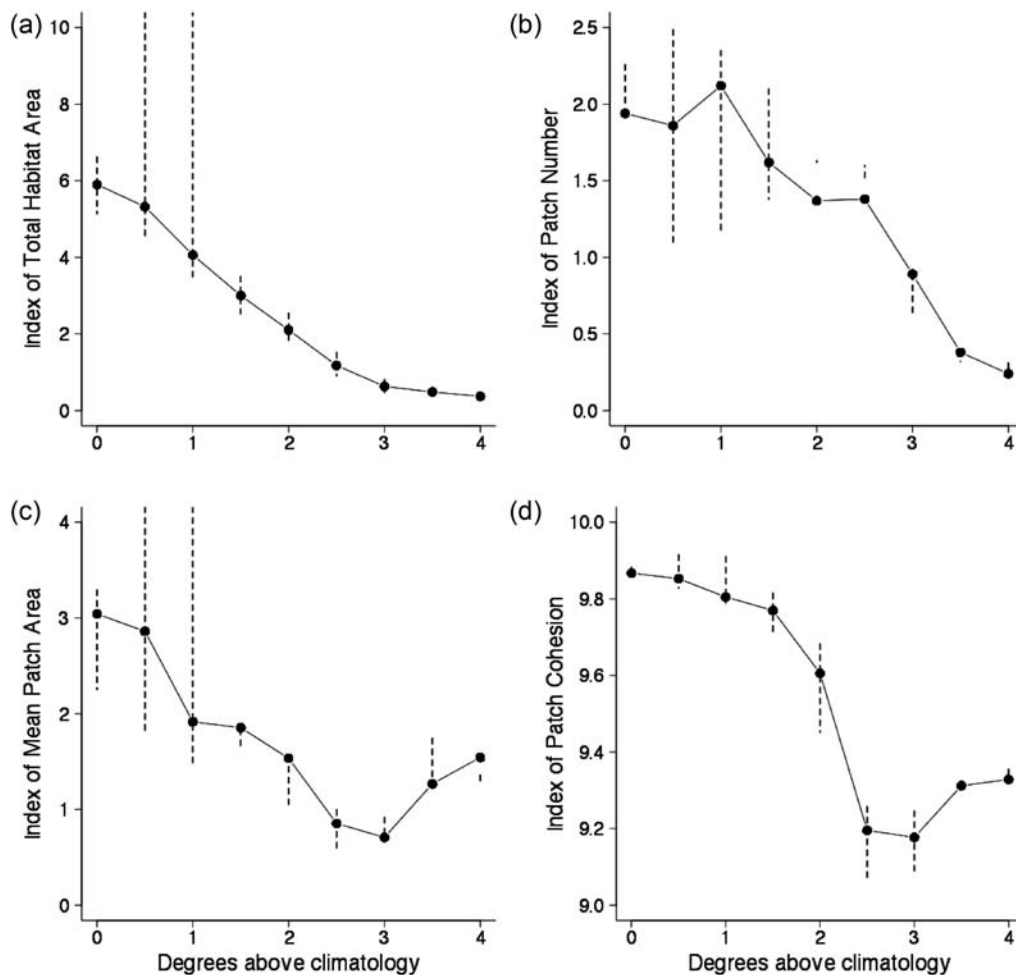 (a)
Index of Total Habitat Area
10
8
6
4
2
0
0 1 2 3 4
(b)
Index of Patch Number
2.5
2.0
1.5
1.0
0.5
0.0
0 1 2 3 4
(c)
Index of Mean Patch Area
4
3
2
1
0
0 1 2 3 4
Degrees above climatology
(d)
Index of Patch Cohesion
10.0
9.8
9.6
9.4
9.2
9.0
0 1 2 3 4
Degrees above climatology